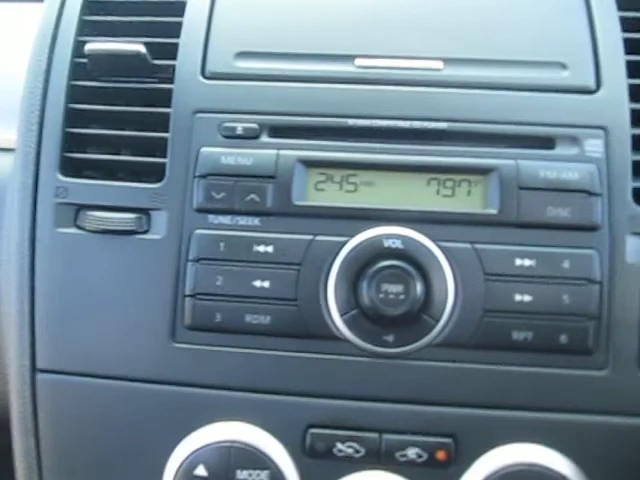 MENU
245
797
FM·AM
DISC
TUNE/SEEK
VOL
1
4
2
PWR
5
3 RDM
RPT 6
MODE